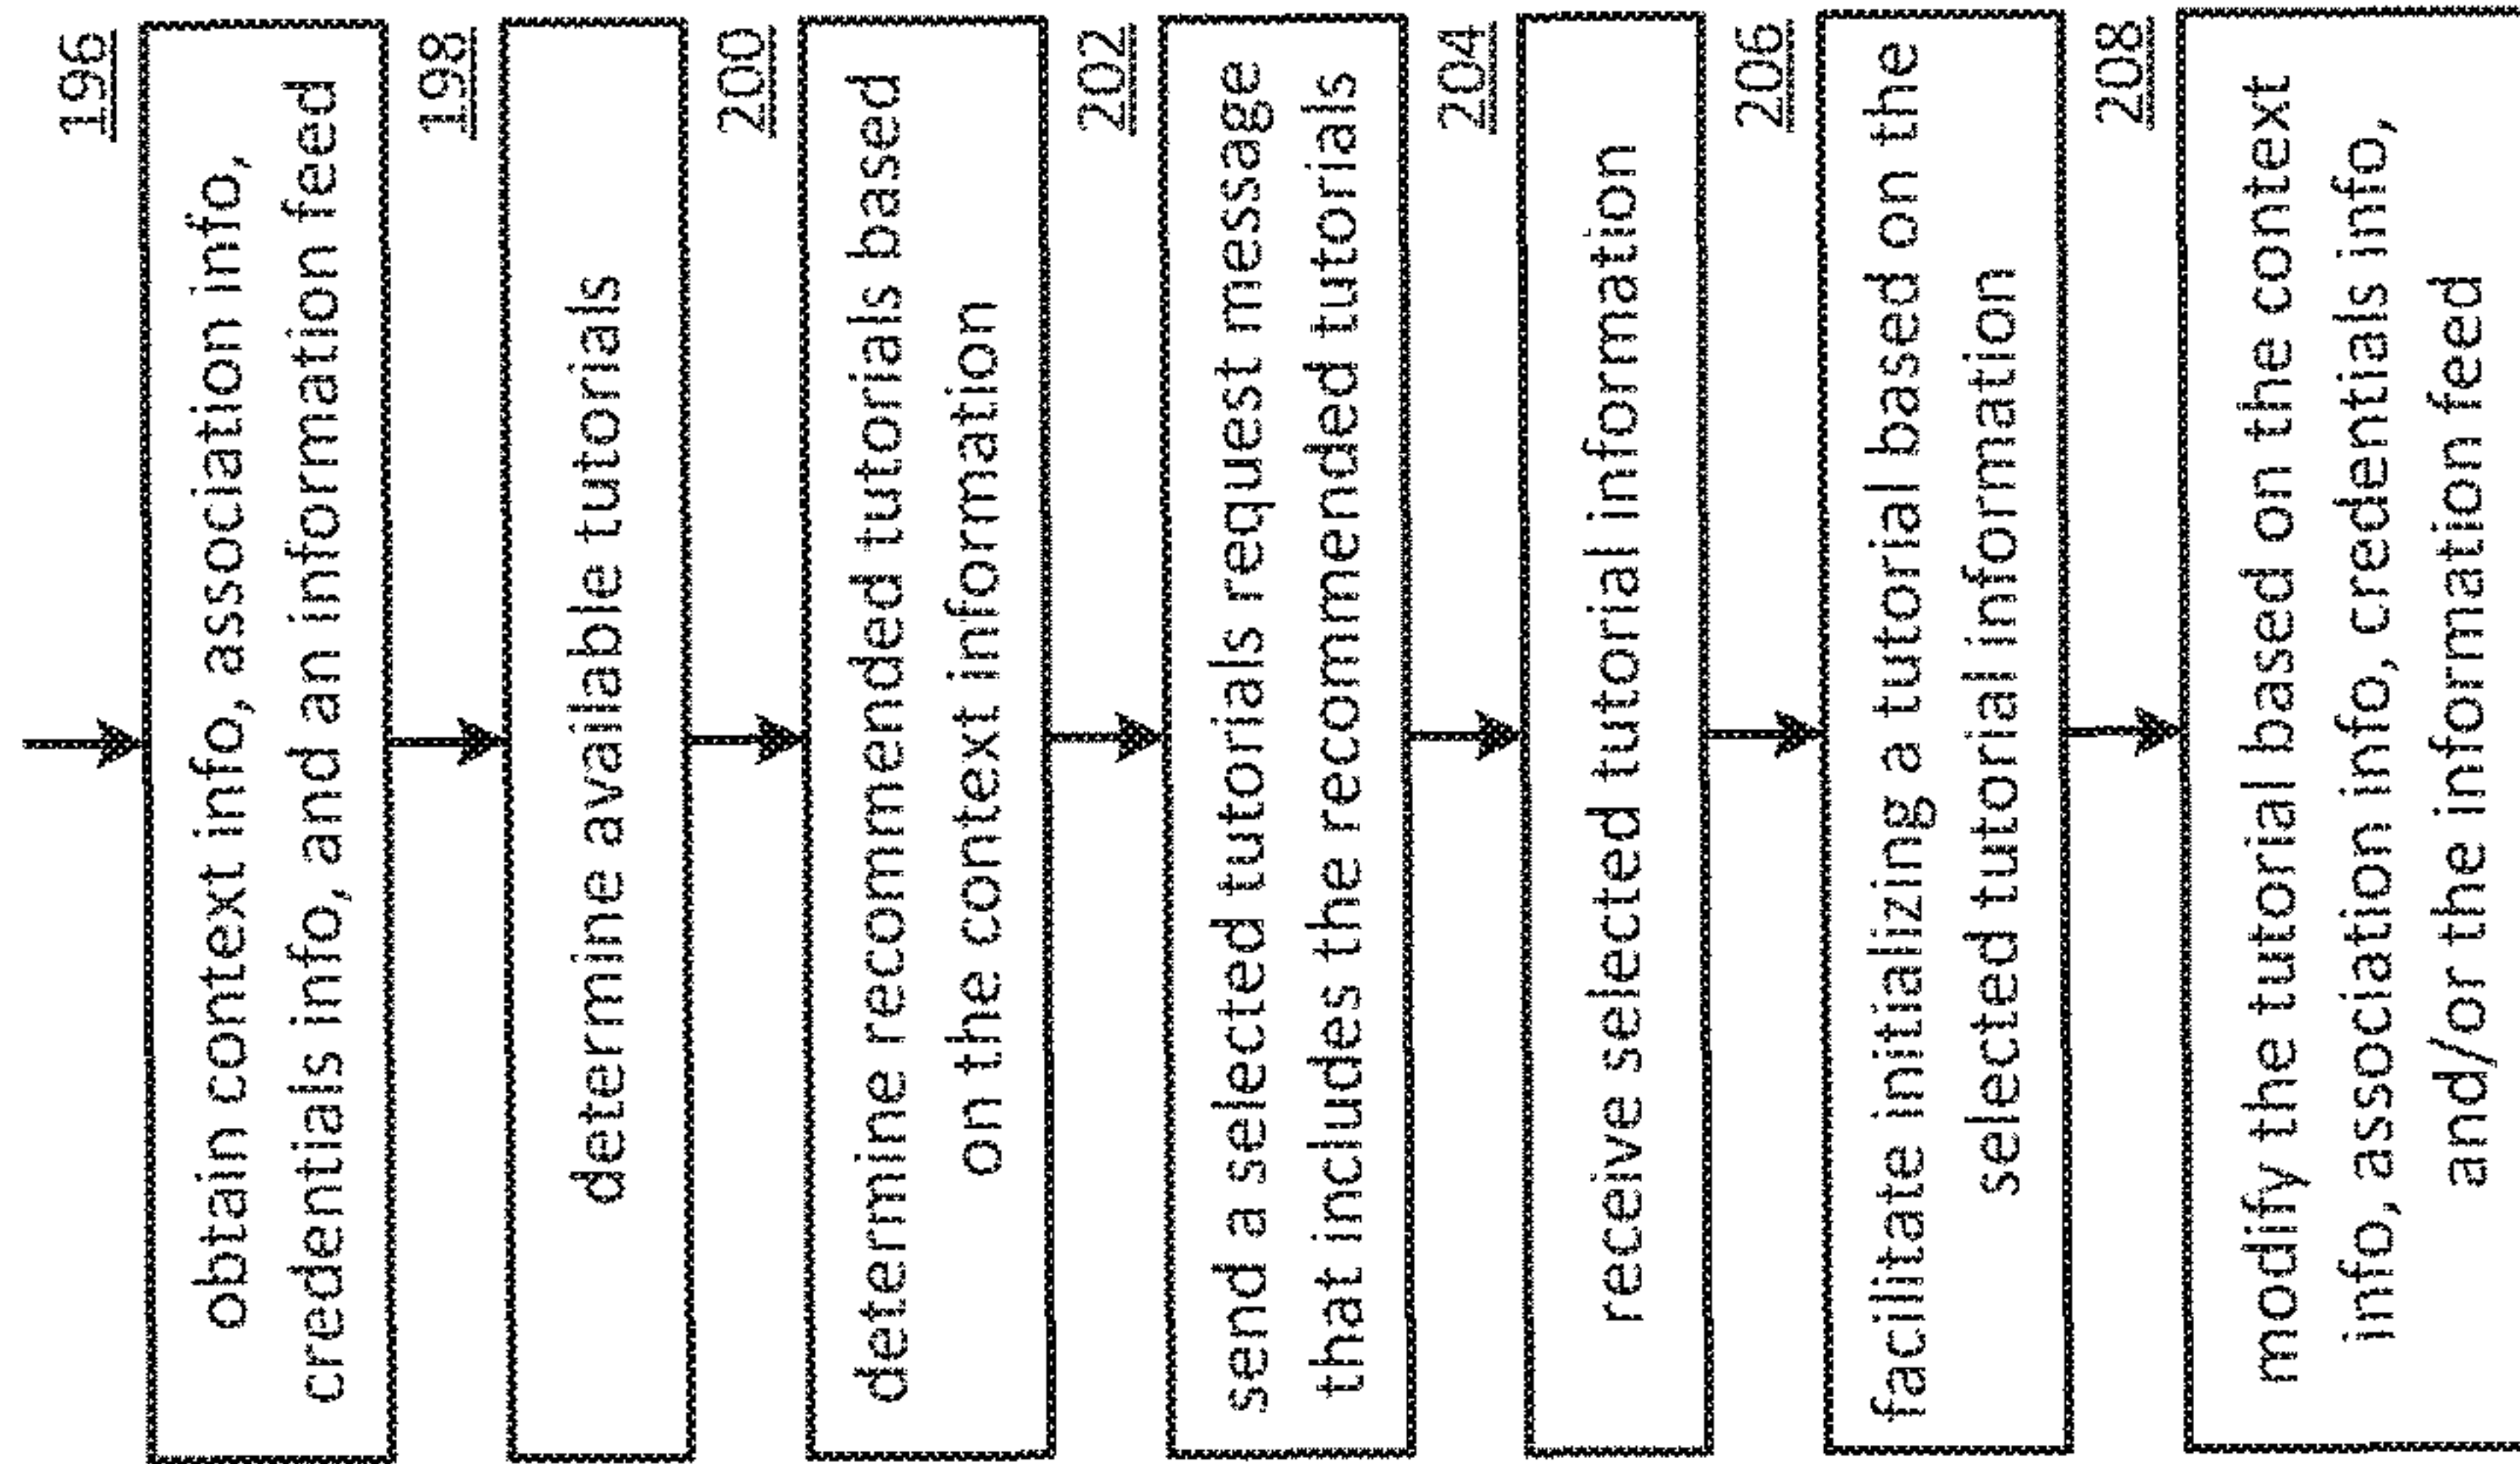 196
obtain context info, association info,
credentials info, and an information feed
198
determine available tutorials
200
determine recommended tutorials based
on the context information
202
send a selected tutorials request message
that includes the recommended tutorials
204
receive selected tutorial information
206
facilitate initializing a tutorial based on the
selected tutorial information
208
modify the tutorial based on the context
info, association info, credentials info,
and/or the information feed